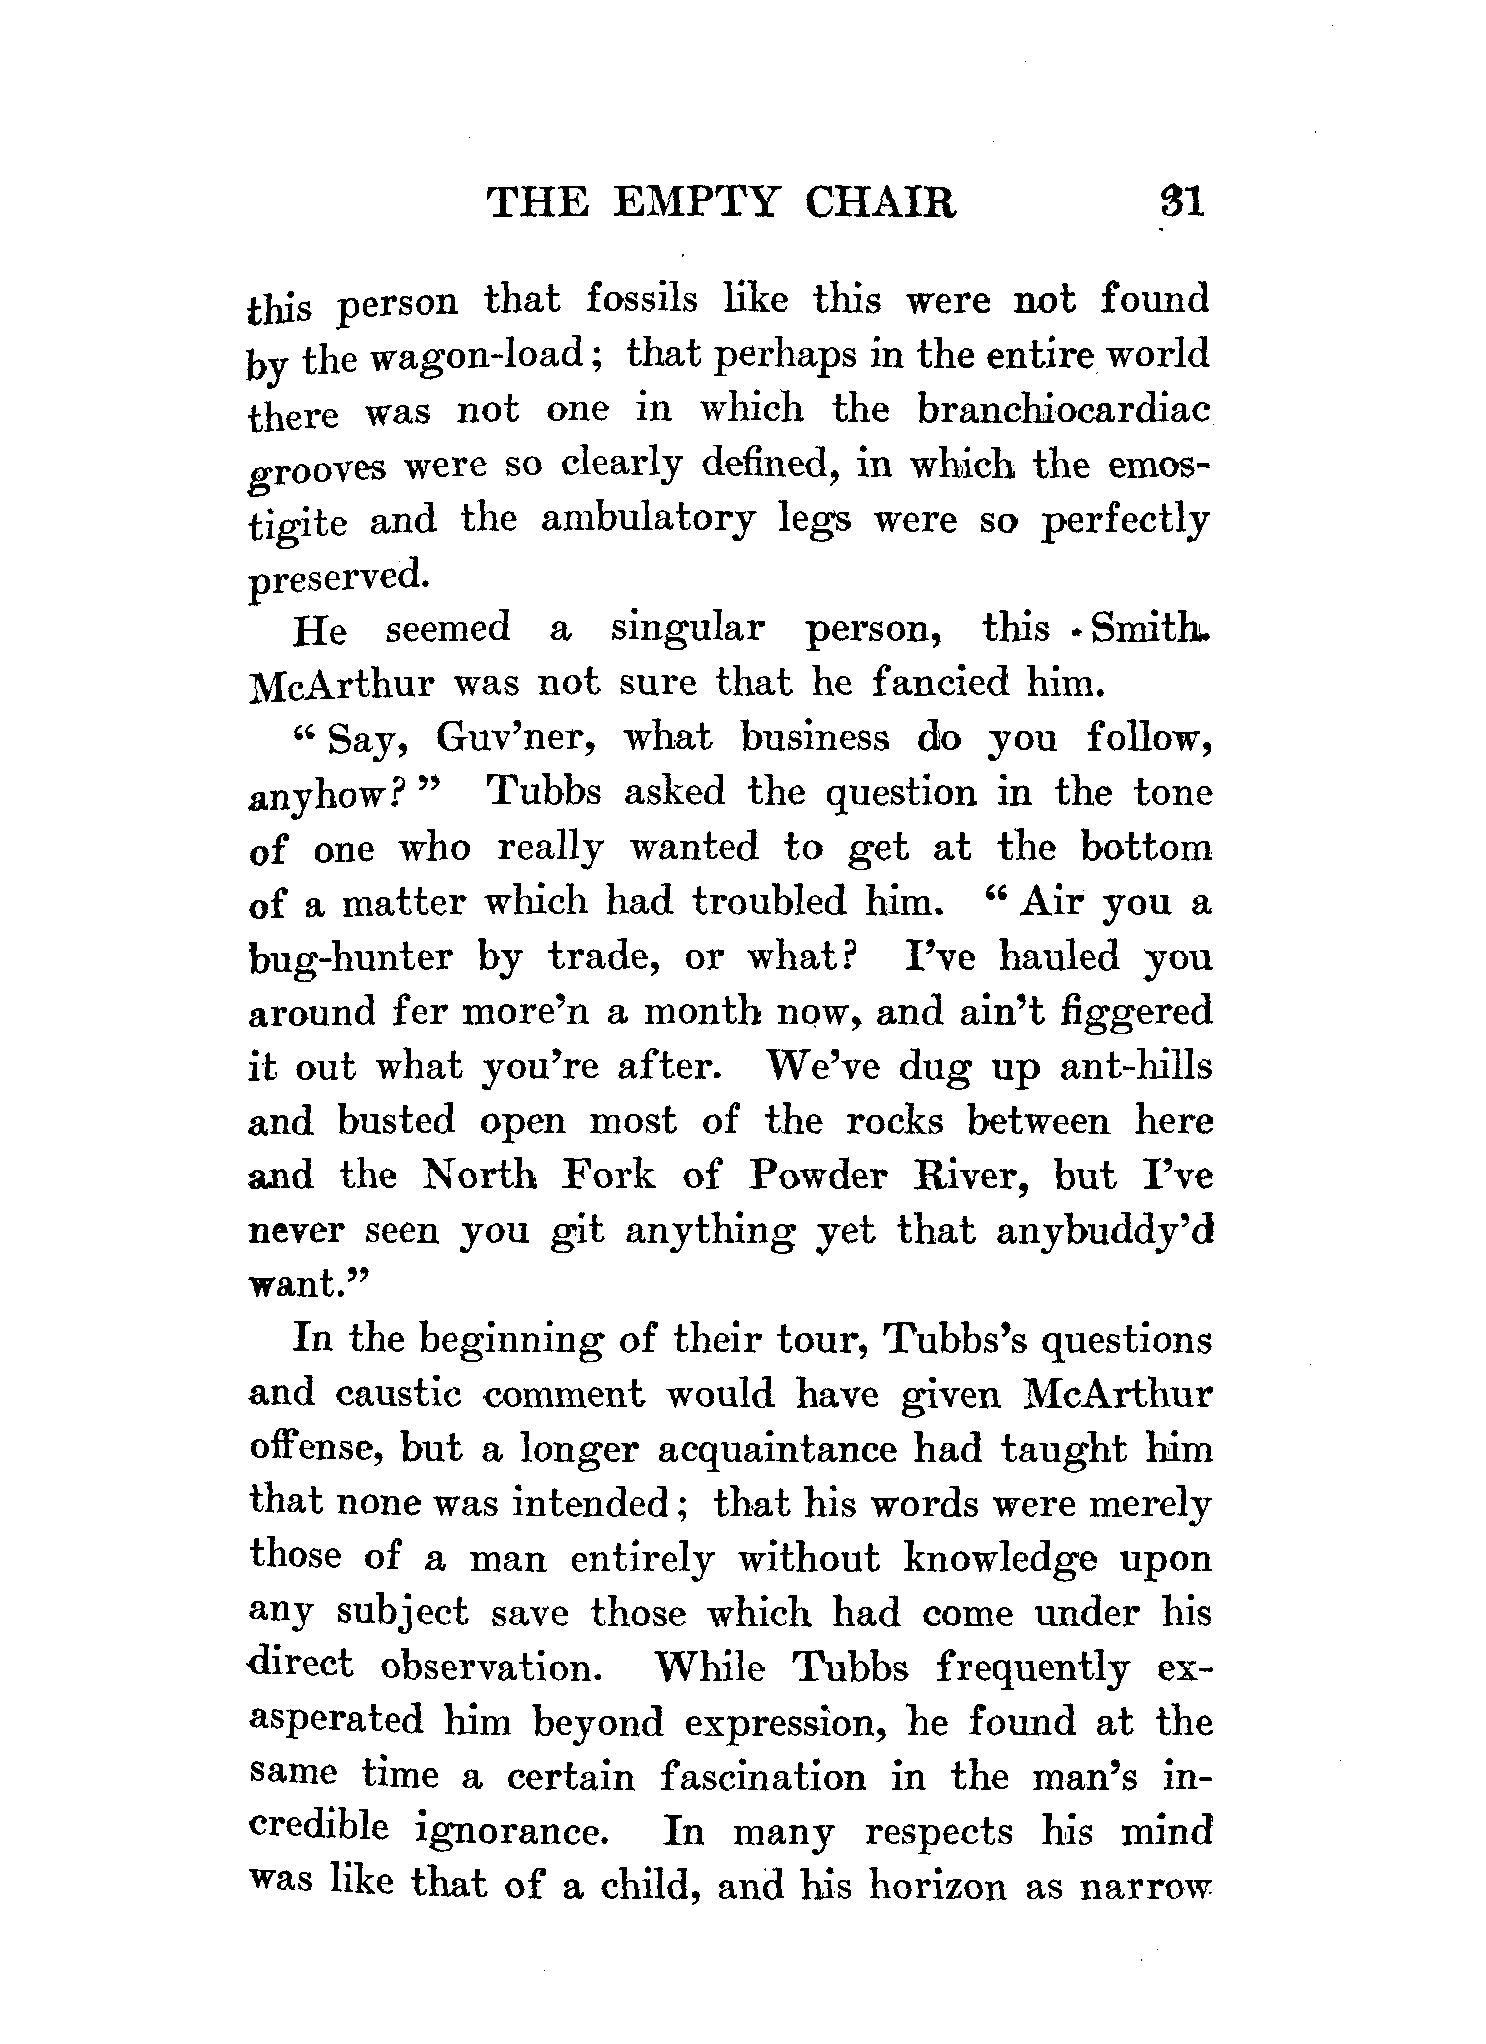 THE EMPTY CHAIR 31
this person that fossils like this were not found
by the wagon-load; that perhaps in the entire world
there was not one in which the branchiocardiac
grooves were so clearly defined, in which the emos-
tigite and the ambulatory legs were so perfectly
preserved.
He seemed a singular person, this Smith.
McArthur was not sure that he fancied him.
“Say, Guv’ner, what business do you follow,
anyhow?” Tubbs asked the question in the tone
of one who really wanted to get at the bottom
of a matter which had troubled him. “Air you a
bug-hunter by trade, or what? I’ve hauled you
around fer more’n a month now, and ain’t figgered
it out what you’re after. We’ve dug up ant-hills
and busted open most of the rocks between here
and the North Fork of Powder River, but I’ve
never seen you git anything yet that anybuddy’d
want.”
In the beginning of their tour, Tubbs’s questions
and caustic comment would have given McArthur
offense, but a longer acquaintance had taught him
that none was intended; that his words were merely
those of a man entirely without knowledge upon
any subject save those which had come under his
direct observation. While Tubbs frequently ex-
asperated him beyond expression, he found at the
same time a certain fascination in the man’s in-
credible ignorance. In many respects his mind
was like that of a child, and his horizon as narrow